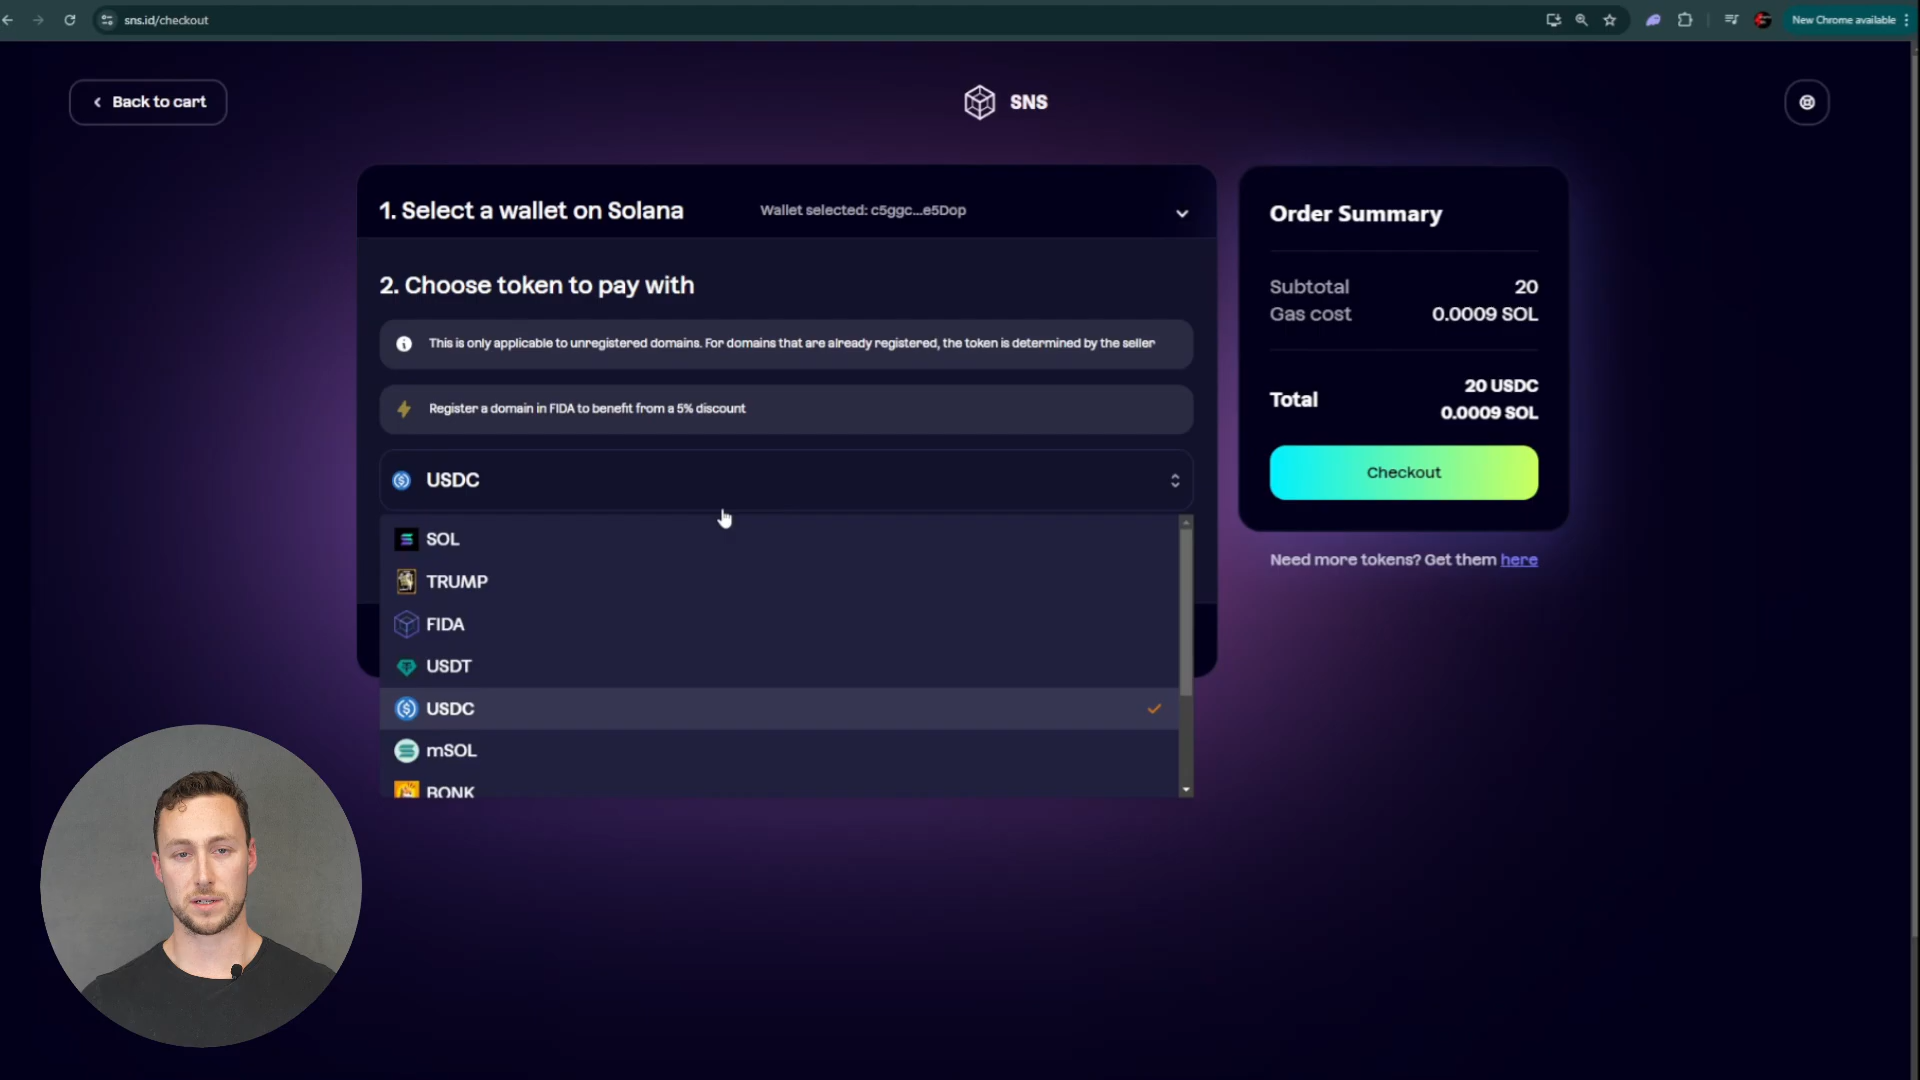 sns.id/checkout
New Chrome available
Back to cart
SNS
1. Select a wallet on Solana
Wallet selected: c5ggc...e5Dop
2. Choose token to pay with
This is only applicable to unregistered domains. For domains that are already registered, the token is determined by the seller
Register a domain in FIDA to benefit from a 5% discount
USDC
SOL
TRUMP
FIDA
USDT
USDC
mSOL
BONK
Order Summary
Subtotal 20
Gas cost 0.0009 SOL
Total 20 USDC
0.0009 SOL
Checkout
Need more tokens? Get them here